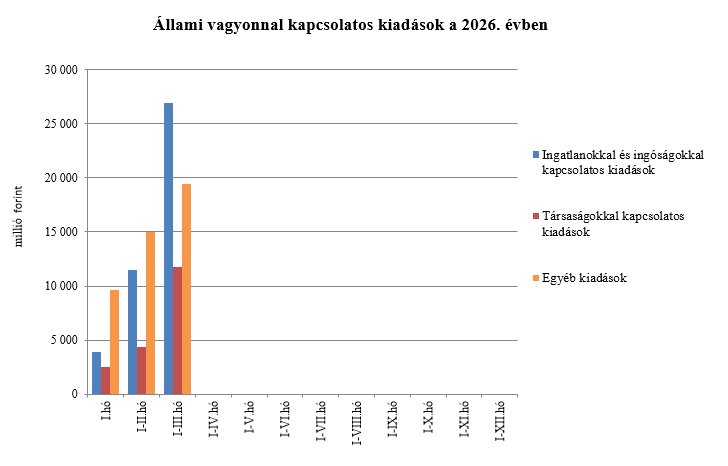 Állami vagyonnal kapcsolatos kiadások a 2026. évben
millió forint
30 000
25 000
20 000
15 000
10 000
5 000
0
I.hó
I-II.hó
I-III.hó
I-IV.hó
I-V.hó
I-VI.hó
I-VII.hó
I-VIII.hó
I-IX.hó
I-X.hó
I-XI.hó
I-XII.hó
Ingatlanokkal és ingóságokkal
kapcsolatos kiadások
Társaságokkal kapcsolatos
kiadások
Egyéb kiadások